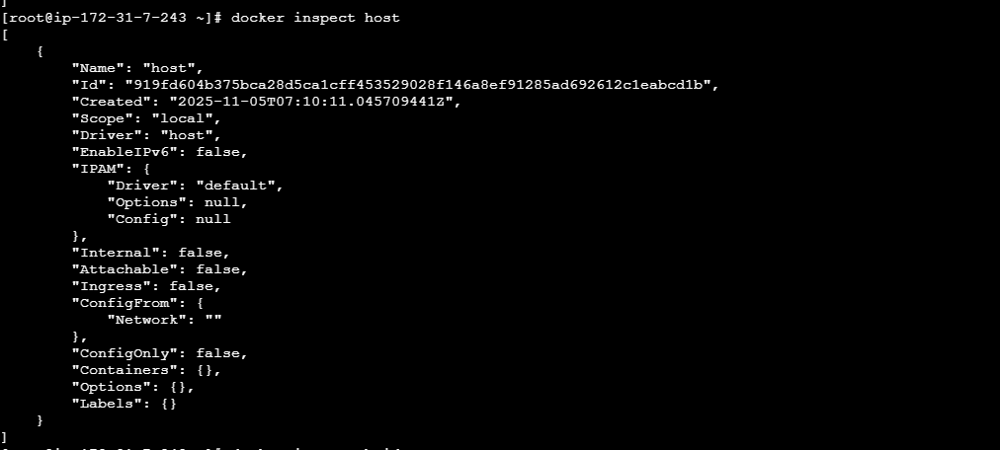 ]
[root@ip-172-31-7-243 ~]# docker inspect host
[
    {
        "Name": "host",
        "Id": "919fd604b375bca28d5ca1cff453529028f146a8ef91285ad692612c1eabcd1b",
        "Created": "2025-11-05T07:10:11.045709441Z",
        "Scope": "local",
        "Driver": "host",
        "EnableIPv6": false,
        "IPAM": {
            "Driver": "default",
            "Options": null,
            "Config": null
        },
        "Internal": false,
        "Attachable": false,
        "Ingress": false,
        "ConfigFrom": {
            "Network": ""
        },
        "ConfigOnly": false,
        "Containers": {},
        "Options": {},
        "Labels": {}
    }
]